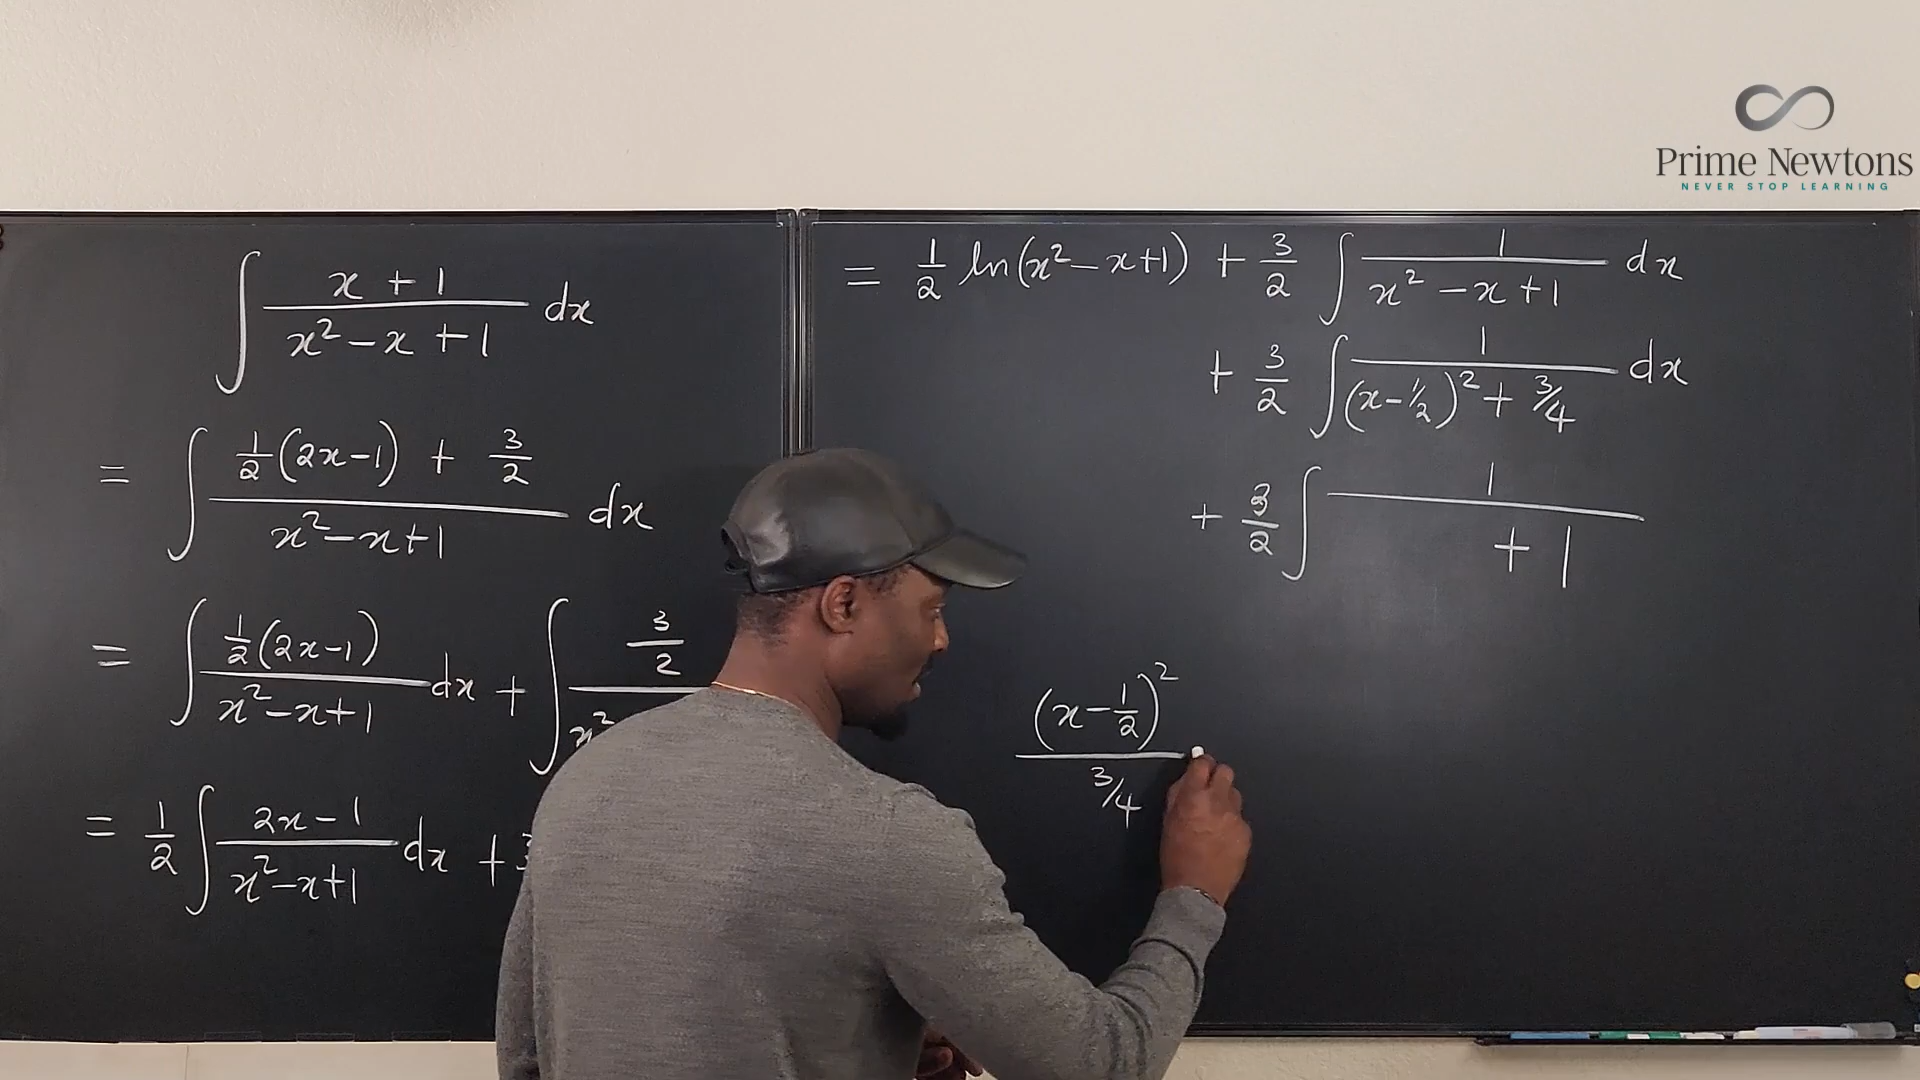 Prime Newtons
NEVER STOP LEARNING
∫ (x + 1)/(x² − x + 1) dx
= ∫ (½(2x−1) + 3/2)/(x²−x+1) dx
= ∫ ½(2x−1)/(x²−x+1) dx + ∫ (3/2)/(x²
= ½ ∫ (2x−1)/(x²−x+1) dx +
= ½ ln(x²−x+1) + 3/2 ∫ 1/(x² −x +1) dx
+ 3/2 ∫ 1/((x−½)² + ¾) dx
+ 3/2 ∫ 1/( + 1)
(x−½)²/(¾)